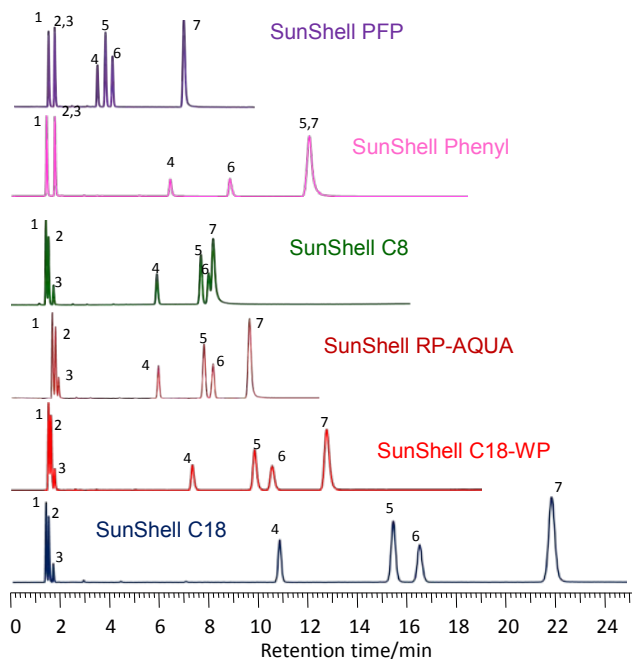 1 2,3 4 5 6 7 SunShell PFP
1 2,3 4 6 5,7 SunShell Phenyl
1 2 3 4 5 6 7 SunShell C8
1 2 3 4 5 6 7 SunShell RP-AQUA
1 2 3 4 5 6 7 SunShell C18-WP
1 2 3 SunShell C18 4 5 6 7
0 2 4 6 8 10 12 14 16 18 20 22 24
Retention time/min